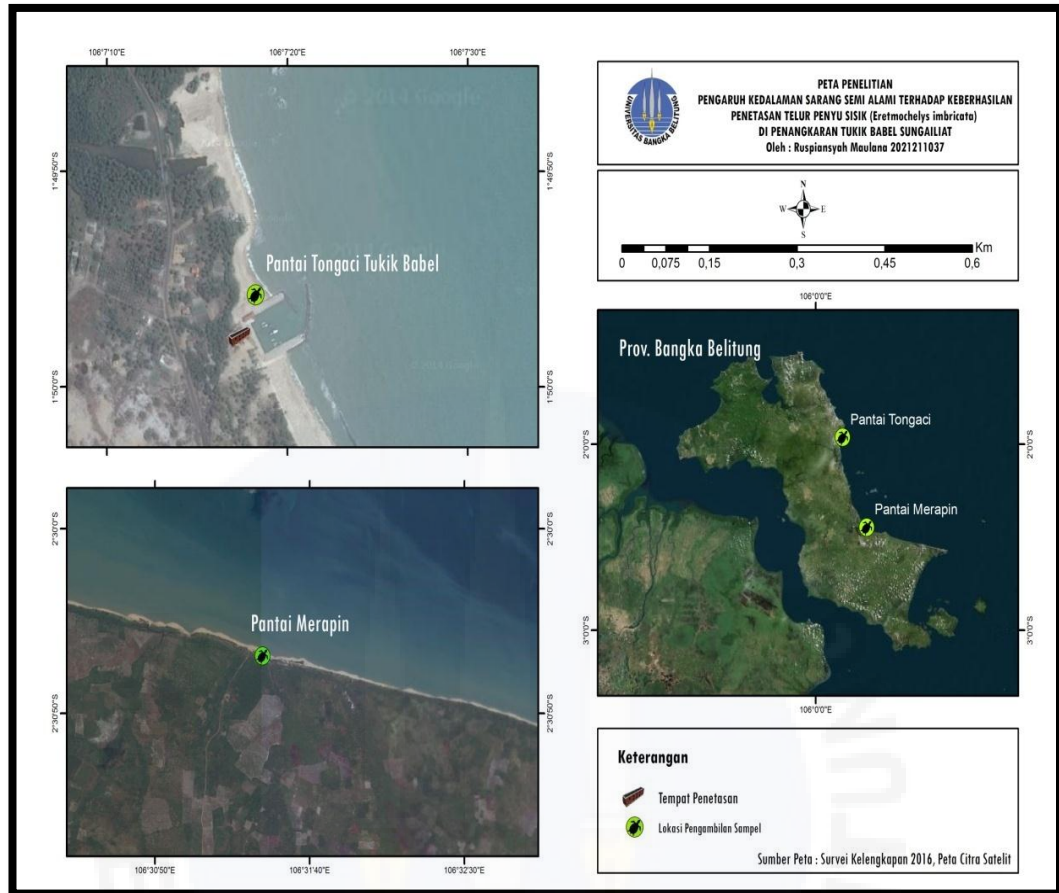 106°7'10"E
106°7'20"E
106°7'30"E
1°49'50"S
1°49'50"S
1°50'0"S
1°50'0"S
© 2014 Google
Pantai Tongaci Tukik Babel
106°7'20"E
UNIVERSITAS BANGKA BELITUNG
PETA PENELITIAN
PENGARUH KEDALAMAN SARANG SEMI ALAMI TERHADAP KEBERHASILAN
PENETASAN TELUR PENYU SISIK (Eretmochelys imbricata)
DI PENANGKARAN TUKIK BABEL SUNGAILIAT
Oleh : Ruspiansyah Maulana 2021211037
N
W E
S
Km
0 0,075 0,15 0,3 0,45 0,6
106°0'0"E
Prov. Bangka Belitung
Pantai Tongaci
Pantai Merapin
2°0'0"S
2°0'0"S
3°0'0"S
3°0'0"S
106°0'0"E
2°30'0"S
2°30'0"S
Pantai Merapin
2°30'50"S
2°30'50"S
106°30'50"E
106°31'40"E
106°32'30"E
Keterangan
Tempat Penetasan
Lokasi Pengambilan Sampel
Sumber Peta : Survei Kelengkapan 2016, Peta Citra Satelit